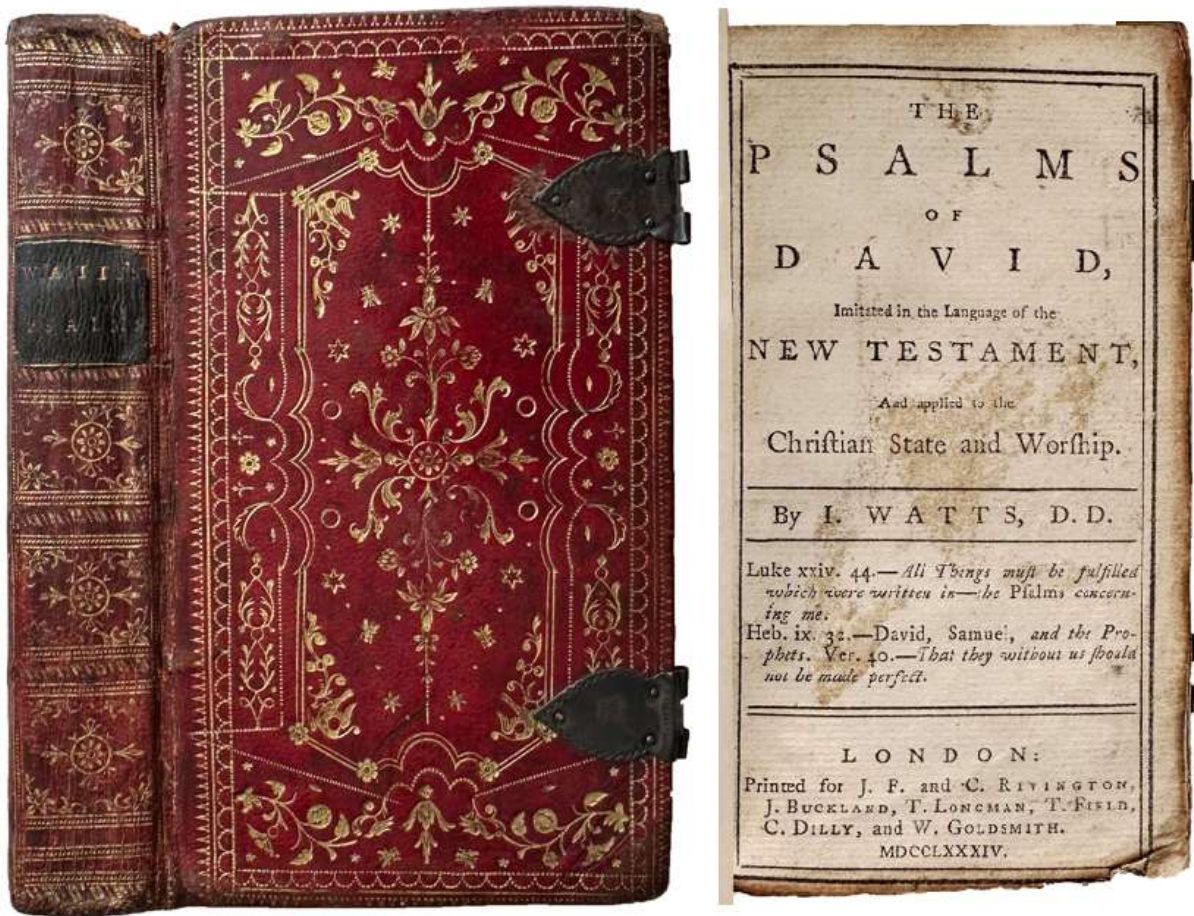 WATTS
PSALMS
THE
PSALMS
OF
DAVID,
Imitated in the Language of the
NEW TESTAMENT,
And applied to the
Chriſtian State and Worſhip.
By I. WATTS, D. D.
Luke xxiv. 44.—All Things muſt be fulfilled
which were written in—the Pſalms concern-
ing me.
Heb. ix. 32.—David, Samuel, and the Pro-
phets. Ver. 40.—That they without us ſhould
not be made perfect.
LONDON:
Printed for J. F. and C. RIVINGTON,
J. BUCKLAND, T. LONGMAN, T. FIELD,
C. DILLY, and W. GOLDSMITH.
MDCCLXXXIV.